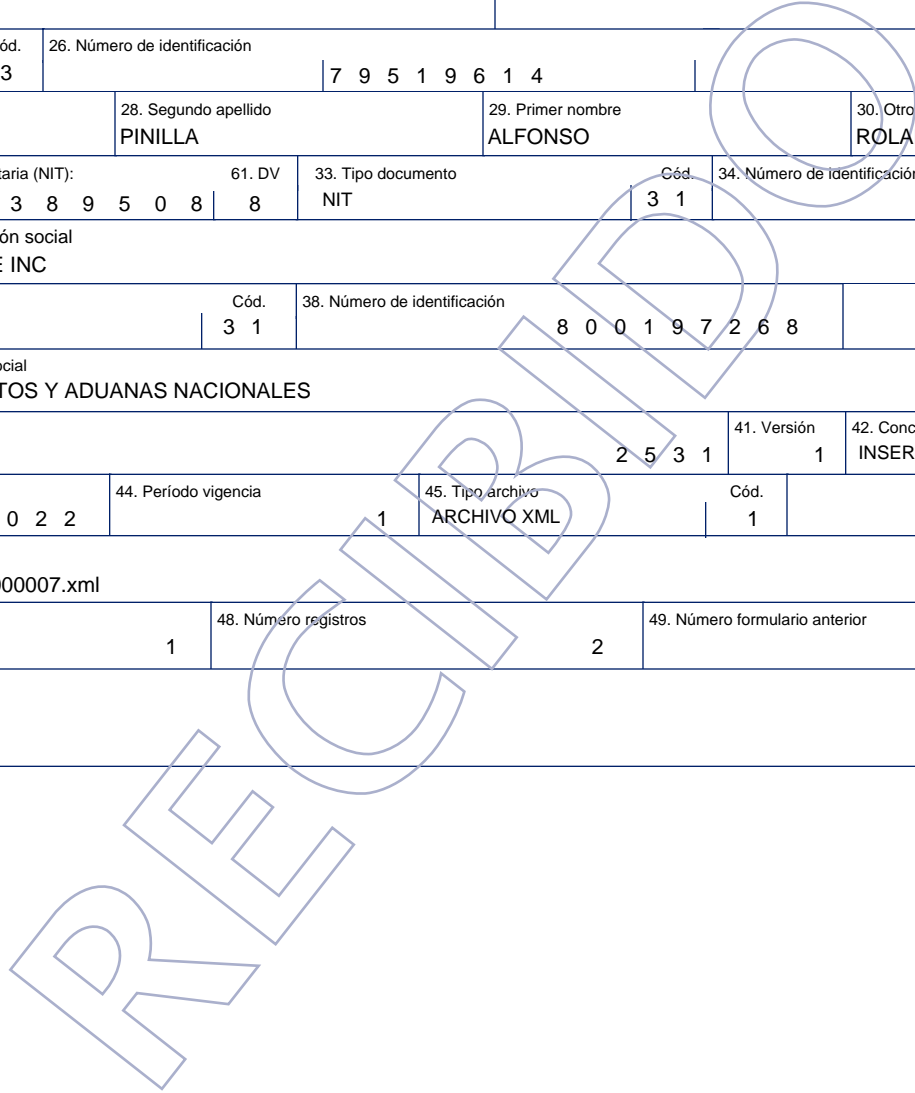 ód. 26. Número de identificación
3 7 9 5 1 9 6 1 4
28. Segundo apellido 29. Primer nombre 30. Otro
PINILLA ALFONSO ROLA
taria (NIT): 61. DV 33. Tipo documento Cód. 34. Número de identificación
3 8 9 5 0 8 8 NIT 3 1
ón social
E INC
Cód. 38. Número de identificación
3 1 8 0 0 1 9 7 2 6 8
ocial
TOS Y ADUANAS NACIONALES
41. Versión 42. Conc
2 5 3 1 1 INSER
44. Período vigencia 45. Tipo archivo Cód.
0 2 2 1 ARCHIVO XML 1
000007.xml
48. Número registros 49. Número formulario anterior
1 2
RECIBIDO